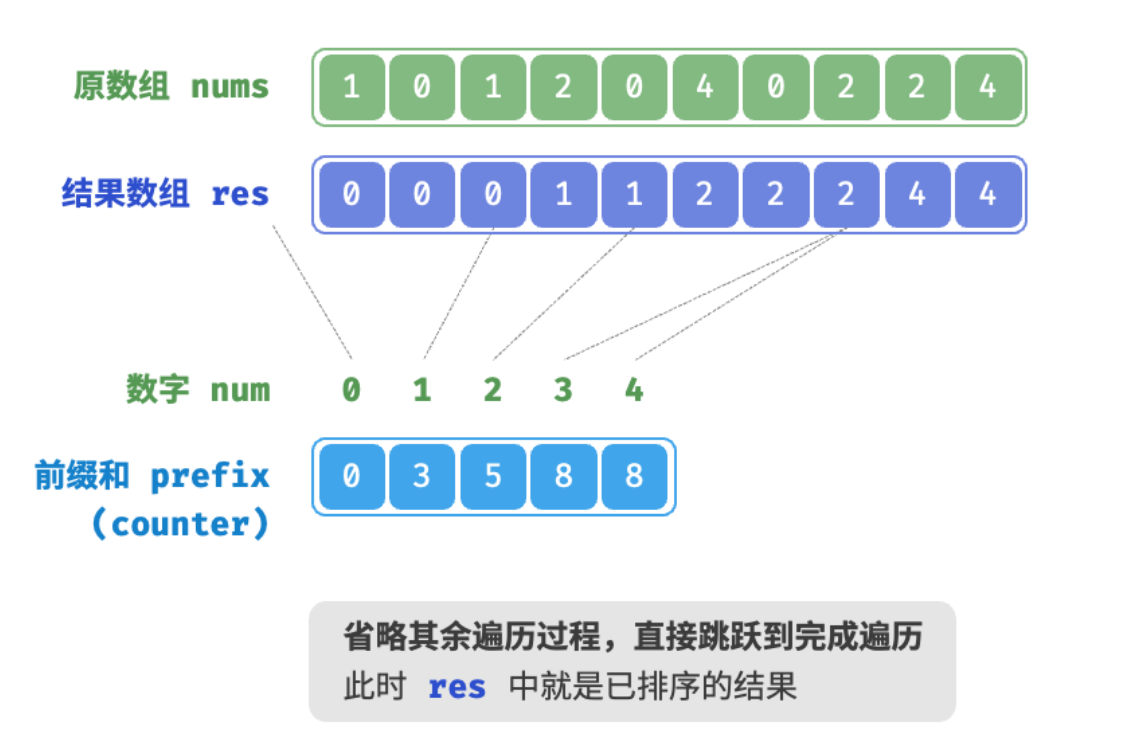 原数组 nums 1 0 1 2 0 4 0 2 2 4
结果数组 res 0 0 0 1 1 2 2 2 4 4
数字 num 0 1 2 3 4
前缀和 prefix 0 3 5 8 8
(counter)
省略其余遍历过程，直接跳跃到完成遍历
此时 res 中就是已排序的结果